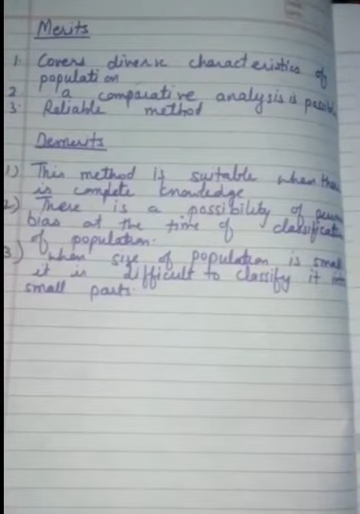 Merits
1. Covers diverse characteristics of
population
2 a comparative analysis is possible
3. Reliable method
Demerits
1) This method is suitable when there
is complete knowledge
2) There is a possibility of
bias at the time of classification
of population.
3) when size of population is small
it is difficult to classify it into
small parts.